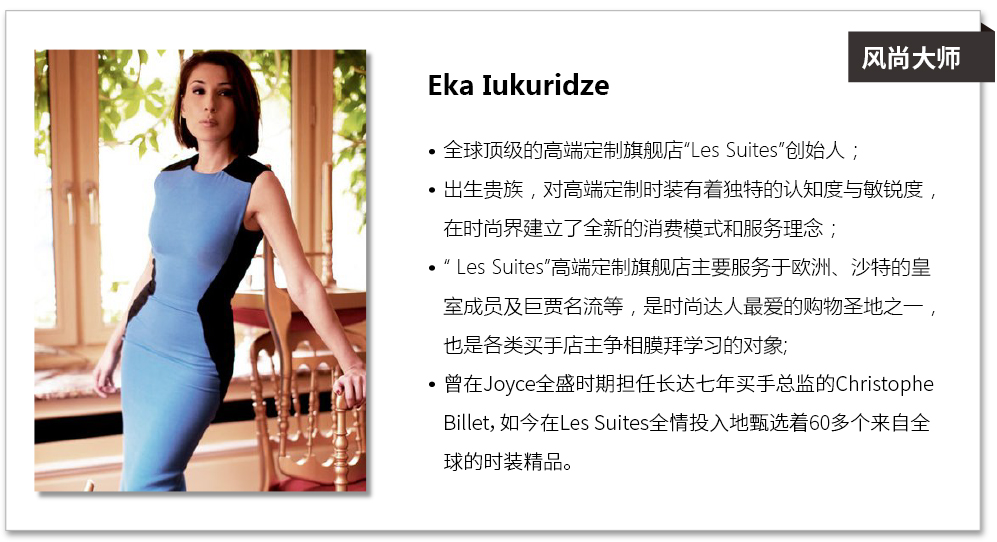 风尚大师
Eka Iukuridze
• 全球顶级的高端定制旗舰店“Les Suites”创始人；
• 出生贵族，对高端定制时装有着独特的认知度与敏锐度，
在时尚界建立了全新的消费模式和服务理念；
• “ Les Suites”高端定制旗舰店主要服务于欧洲、沙特的皇
室成员及巨贾名流等，是时尚达人最爱的购物圣地之一，
也是各类买手店主争相膜拜学习的对象;
• 曾在Joyce全盛时期担任长达七年买手总监的Christophe
Billet, 如今在Les Suites全情投入地甄选着60多个来自全
球的时装精品。